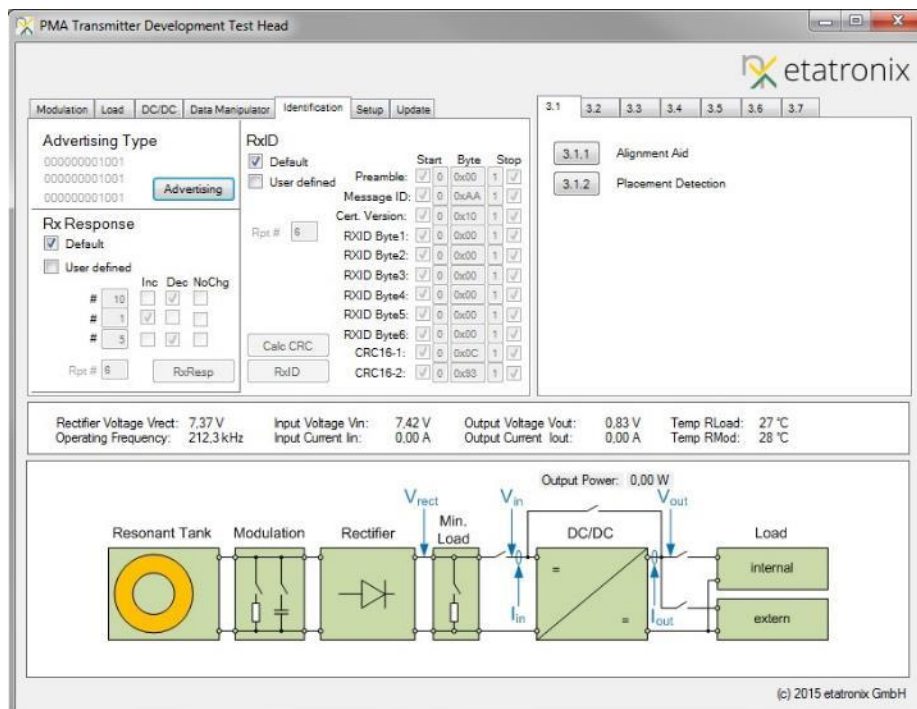 PMA Transmitter Development Test Head
etatronix
Modulation Load DC/DC Data Manipulator Identification Setup Update
Advertising Type
000000001001
000000001001
000000001001
Advertising
Rx Response
Default
User defined
Inc Dec NoChg
# 10
# 1
# 5
Rpt # 6 RxResp
RxID
Default
User defined
Rpt # 6
Calc CRC
RxID
Start Byte Stop
Preamble: 0 0x00 1
Message ID: 0 0xAA 1
Cert. Version: 0 0x10 1
RXID Byte1: 0 0x00 1
RXID Byte2: 0 0x00 1
RXID Byte3: 0 0x00 1
RXID Byte4: 0 0x00 1
RXID Byte5: 0 0x00 1
RXID Byte6: 0 0x00 1
CRC16-1: 0 0x0C 1
CRC16-2: 0 0x93 1
3.1 3.2 3.3 3.4 3.5 3.6 3.7
3.1.1 Alignment Aid
3.1.2 Placement Detection
Rectifier Voltage Vrect: 7,37 V Input Voltage Vin: 7,42 V Output Voltage Vout: 0,83 V Temp RLoad: 27 °C
Operating Frequency: 212,3 kHz Input Current Iin: 0,00 A Output Current Iout: 0,00 A Temp RMod: 28 °C
Output Power: 0,00 W
Vrect Vin Vout
Resonant Tank Modulation Rectifier Min. Load DC/DC Load
= internal
= extern
Iin Iout
(c) 2015 etatronix GmbH